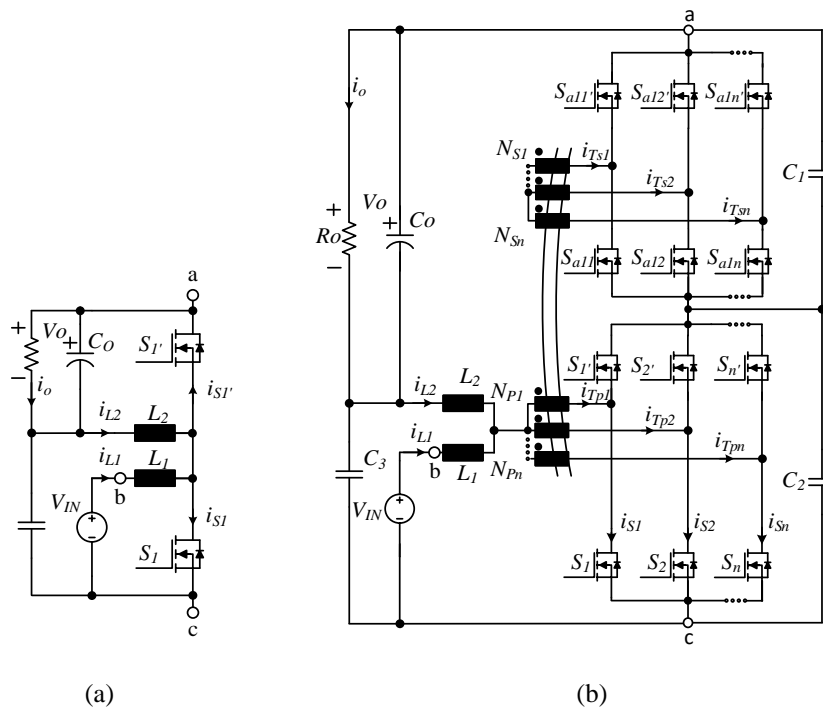 a
S1'
Vo
CO
io
iS1'
iL2
L2
iL1
L1
b
VIN
iS1
S1
c
(a)
a
io
Sa11'
Sa12'
Sa1n'
NS1
iTs1
iTs2
C1
Vo
Co
Ro
NSn
iTsn
Sa11
Sa12
Sa1n
S1'
S2'
Sn'
iL2
L2
NP1
iTp1
iTp2
iL1
C3
b
L1
NPn
iTpn
C2
VIN
iS1
iS2
iSn
S1
S2
Sn
c
(b)